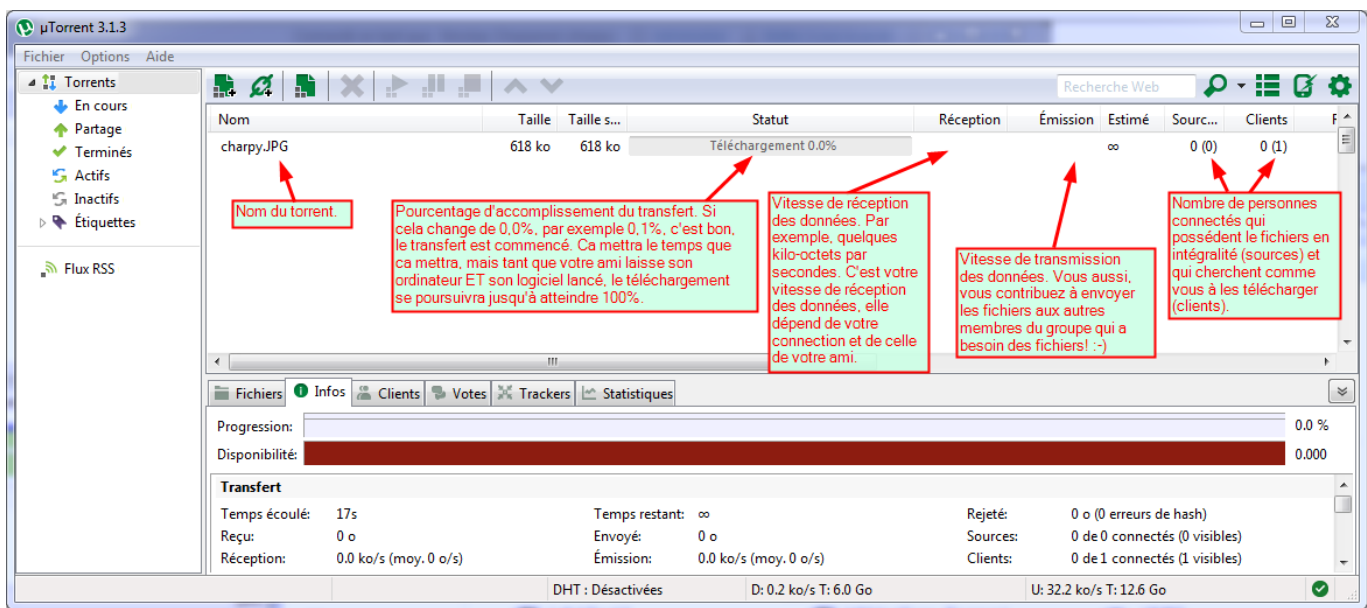 µTorrent 3.1.3
Fichier Options Aide
Torrents
En cours
Partage
Terminés
Actifs
Inactifs
Étiquettes
Flux RSS
Recherche Web
Nom Taille Taille s... Statut Réception Émission Estimé Sourc... Clients
charpy.JPG 618 ko 618 ko Téléchargement 0.0% ∞ 0 (0) 0 (1)
Nom du torrent.
Pourcentage d'accomplissement du transfert. Si
cela change de 0,0%, par exemple 0,1%, c'est bon,
le transfert est commencé. Ca mettra le temps que
ca mettra, mais tant que votre ami laisse son
ordinateur ET son logiciel lancé, le téléchargement
se poursuivra jusqu'à atteindre 100%.
Vitesse de réception
des données. Par
exemple, quelques
kilo-octets par
secondes. C'est votre
vitesse de réception
des données, elle
dépend de votre
connection et de celle
de votre ami.
Vitesse de transmission
des données. Vous aussi,
vous contribuez à envoyer
les fichiers aux autres
membres du groupe qui a
besoin des fichiers! :-)
Nombre de personnes
connectés qui
possédent le fichiers en
intégralité (sources) et
qui cherchent comme
vous à les télécharger
(clients).
Fichiers Infos Clients Votes Trackers Statistiques
Progression: 0.0 %
Disponibilité: 0.000
Transfert
Temps écoulé: 17s Temps restant: ∞ Rejeté: 0 o (0 erreurs de hash)
Reçu: 0 o Envoyé: 0 o Sources: 0 de 0 connectés (0 visibles)
Réception: 0.0 ko/s (moy. 0 o/s) Émission: 0.0 ko/s (moy. 0 o/s) Clients: 0 de 1 connectés (1 visibles)
DHT : Désactivées D: 0.2 ko/s T: 6.0 Go U: 32.2 ko/s T: 12.6 Go